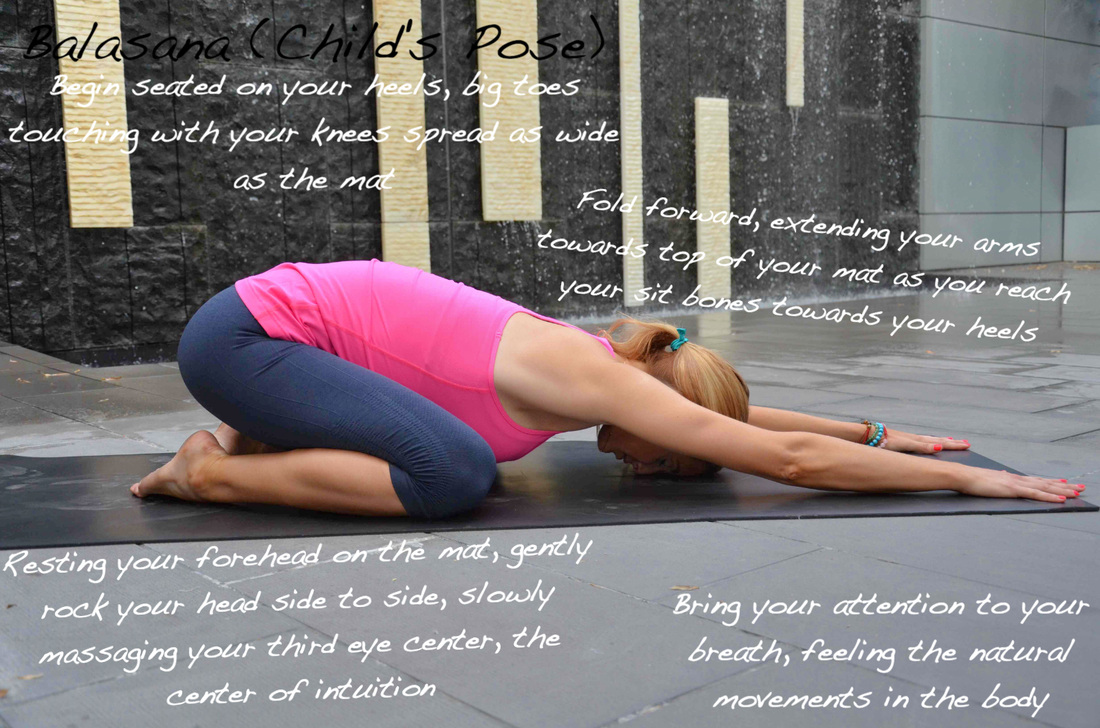 Balasana (Child's Pose)
Begin seated on your heels, big toes
touching with your knees spread as wide
as the mat
Fold forward, extending your arms
towards top of your mat as you reach
your sit bones towards your heels
Resting your forehead on the mat, gently
rock your head side to side, slowly
massaging your third eye center, the
center of intuition
Bring your attention to your
breath, feeling the natural
movements in the body